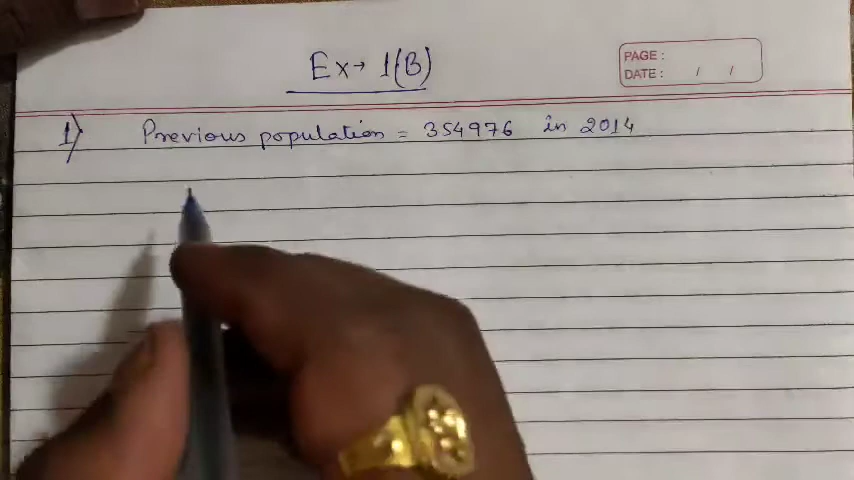 Ex→ 1(B)
PAGE :
DATE : / /
1) Previous population = 354976 in 2014